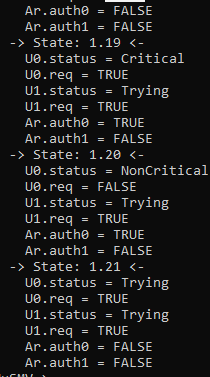 Ar.auth0 = FALSE
Ar.auth1 = FALSE
-> State: 1.19 <-
U0.status = Critical
U0.req = TRUE
U1.status = Trying
U1.req = TRUE
Ar.auth0 = TRUE
Ar.auth1 = FALSE
-> State: 1.20 <-
U0.status = NonCritical
U0.req = FALSE
U1.status = Trying
U1.req = TRUE
Ar.auth0 = TRUE
Ar.auth1 = FALSE
-> State: 1.21 <-
U0.status = Trying
U0.req = TRUE
U1.status = Trying
U1.req = TRUE
Ar.auth0 = FALSE
Ar.auth1 = FALSE